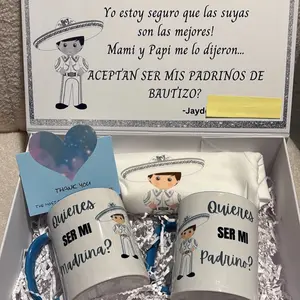 Yo estoy seguro que las suyas
son las mejores!
Mami y Papi me lo dijeron...
ACEPTAN SER MIS PADRINOS DE
BAUTIZO?
-Jayd
THANK YOU
Quieres
SER MI
Madrina?
Quieres
SER MI
Padrino?